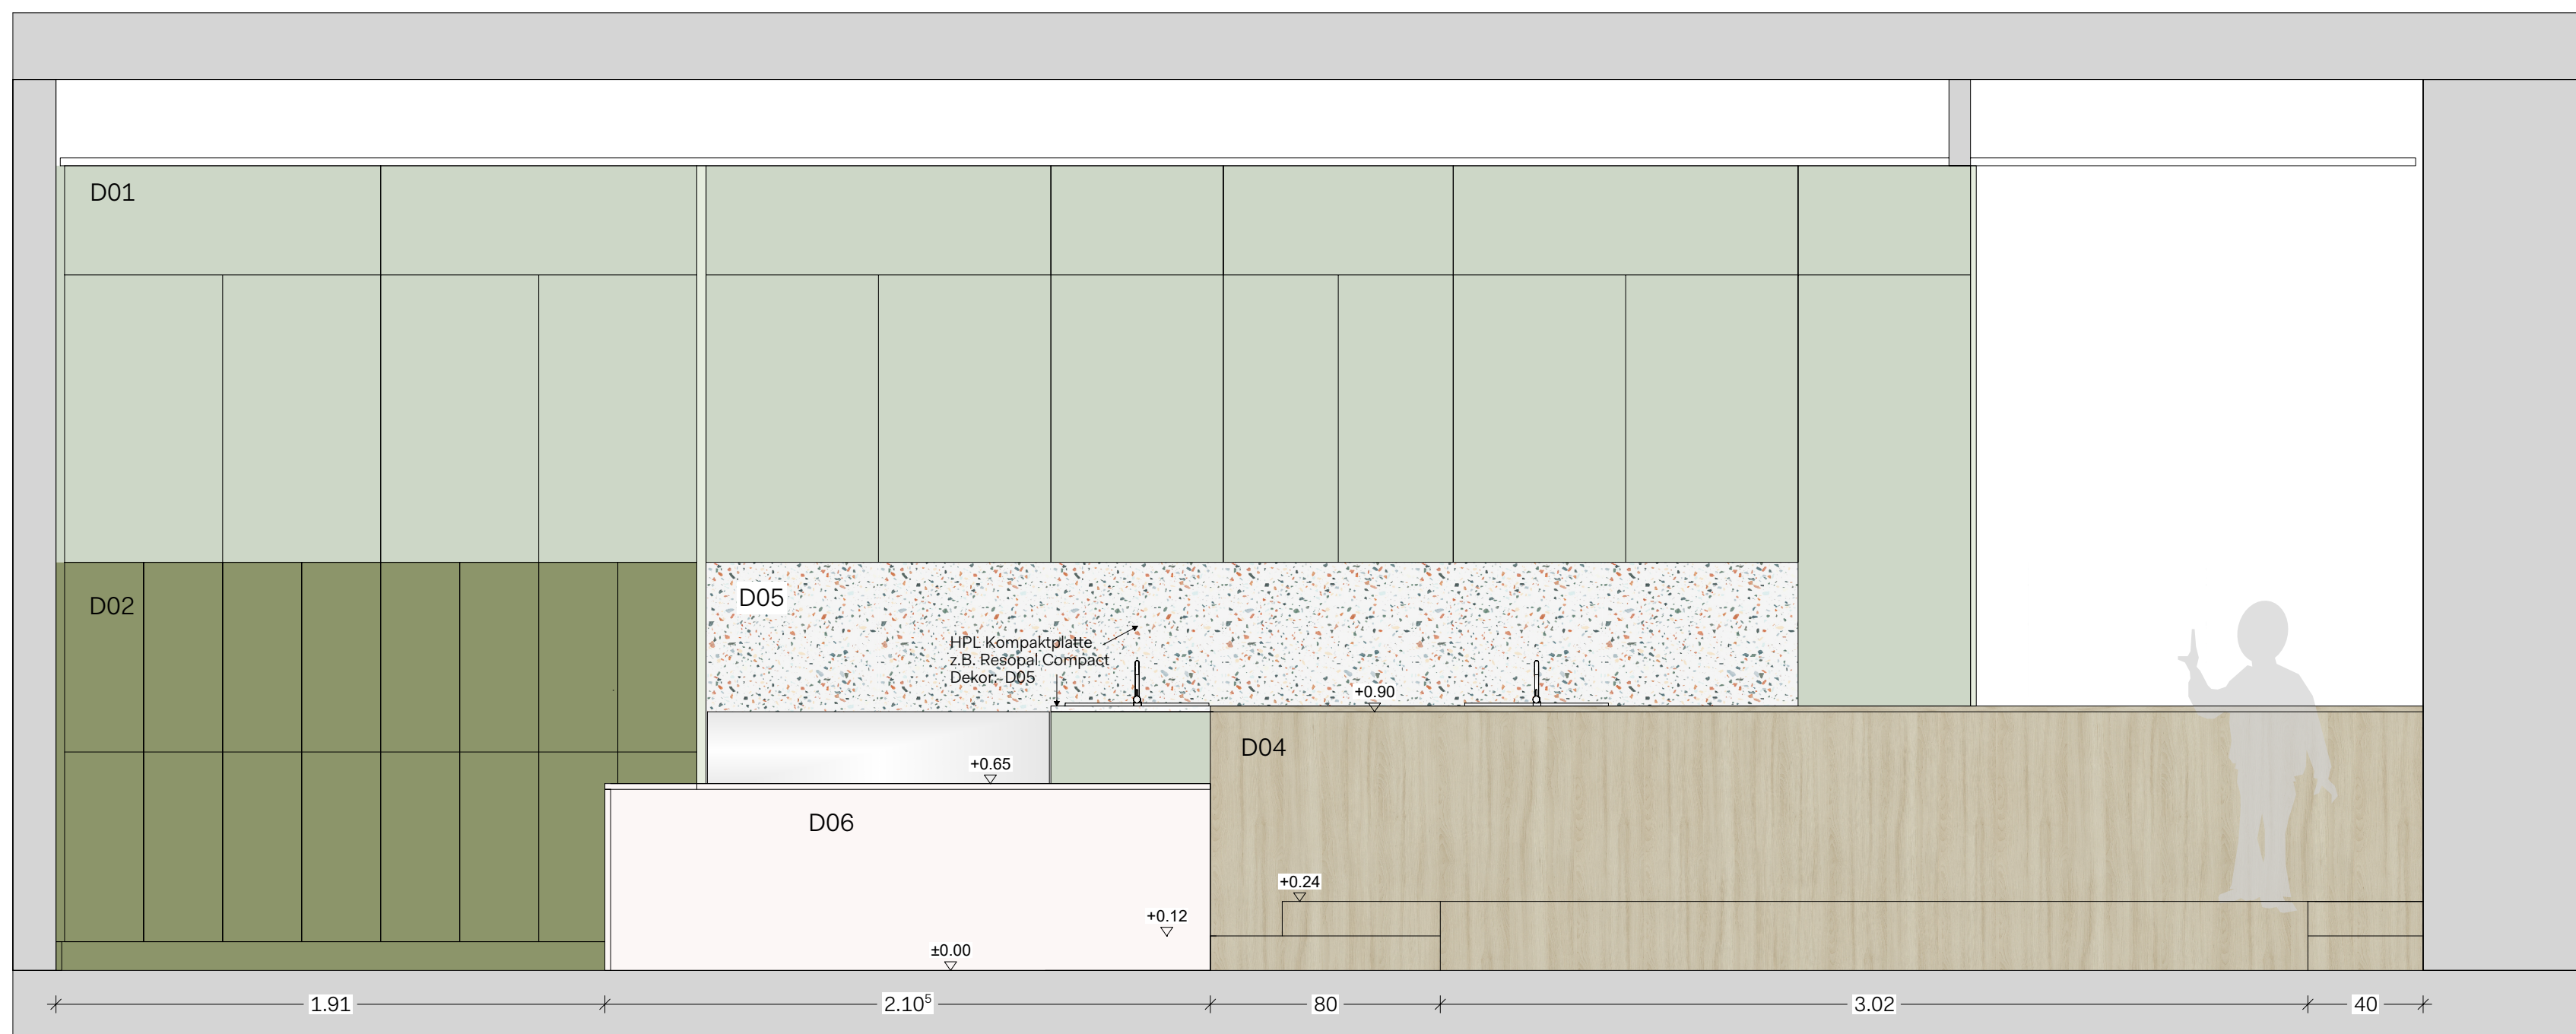 D01
D02
D05
HPL Kompaktplatte
z.B. Resopal Compact
Dekor: D05
+0.90
D04
+0.65
D06
+0.24
+0.12
±0.00
1.91
2.10⁵
80
3.02
40